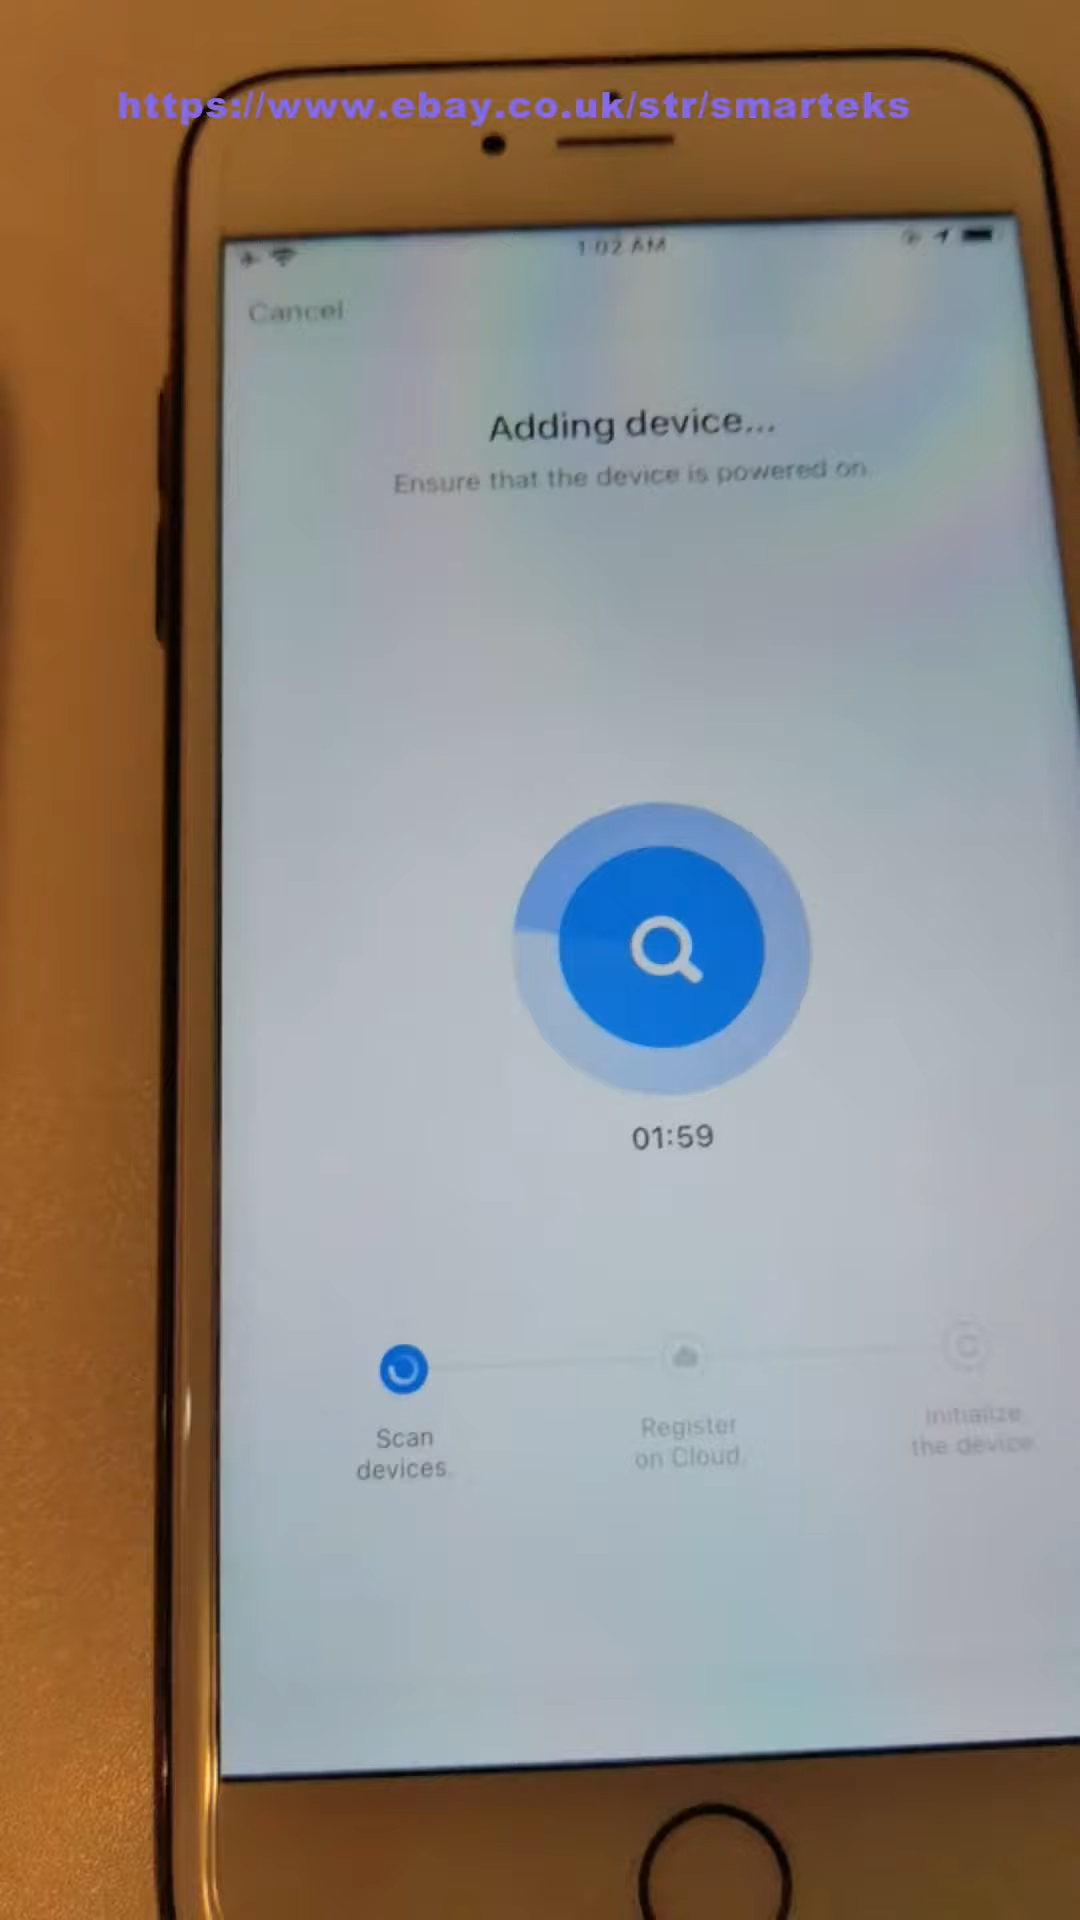 https://www.ebay.co.uk/str/smarteks
1:02 AM
Cancel
Adding device...
Ensure that the device is powered on.
01:59
Scan
devices.
Register
on Cloud.
Initialize
the device.